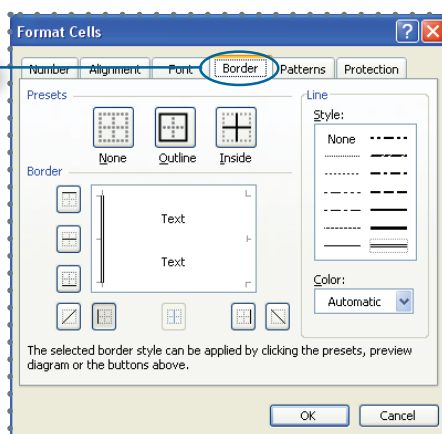 Format Cells
Number Alignment Font Border Patterns Protection
Presets
None Outline Inside
Border
Text
Text
Line
Style:
None
Color:
Automatic
The selected border style can be applied by clicking the presets, preview
diagram or the buttons above.
OK Cancel